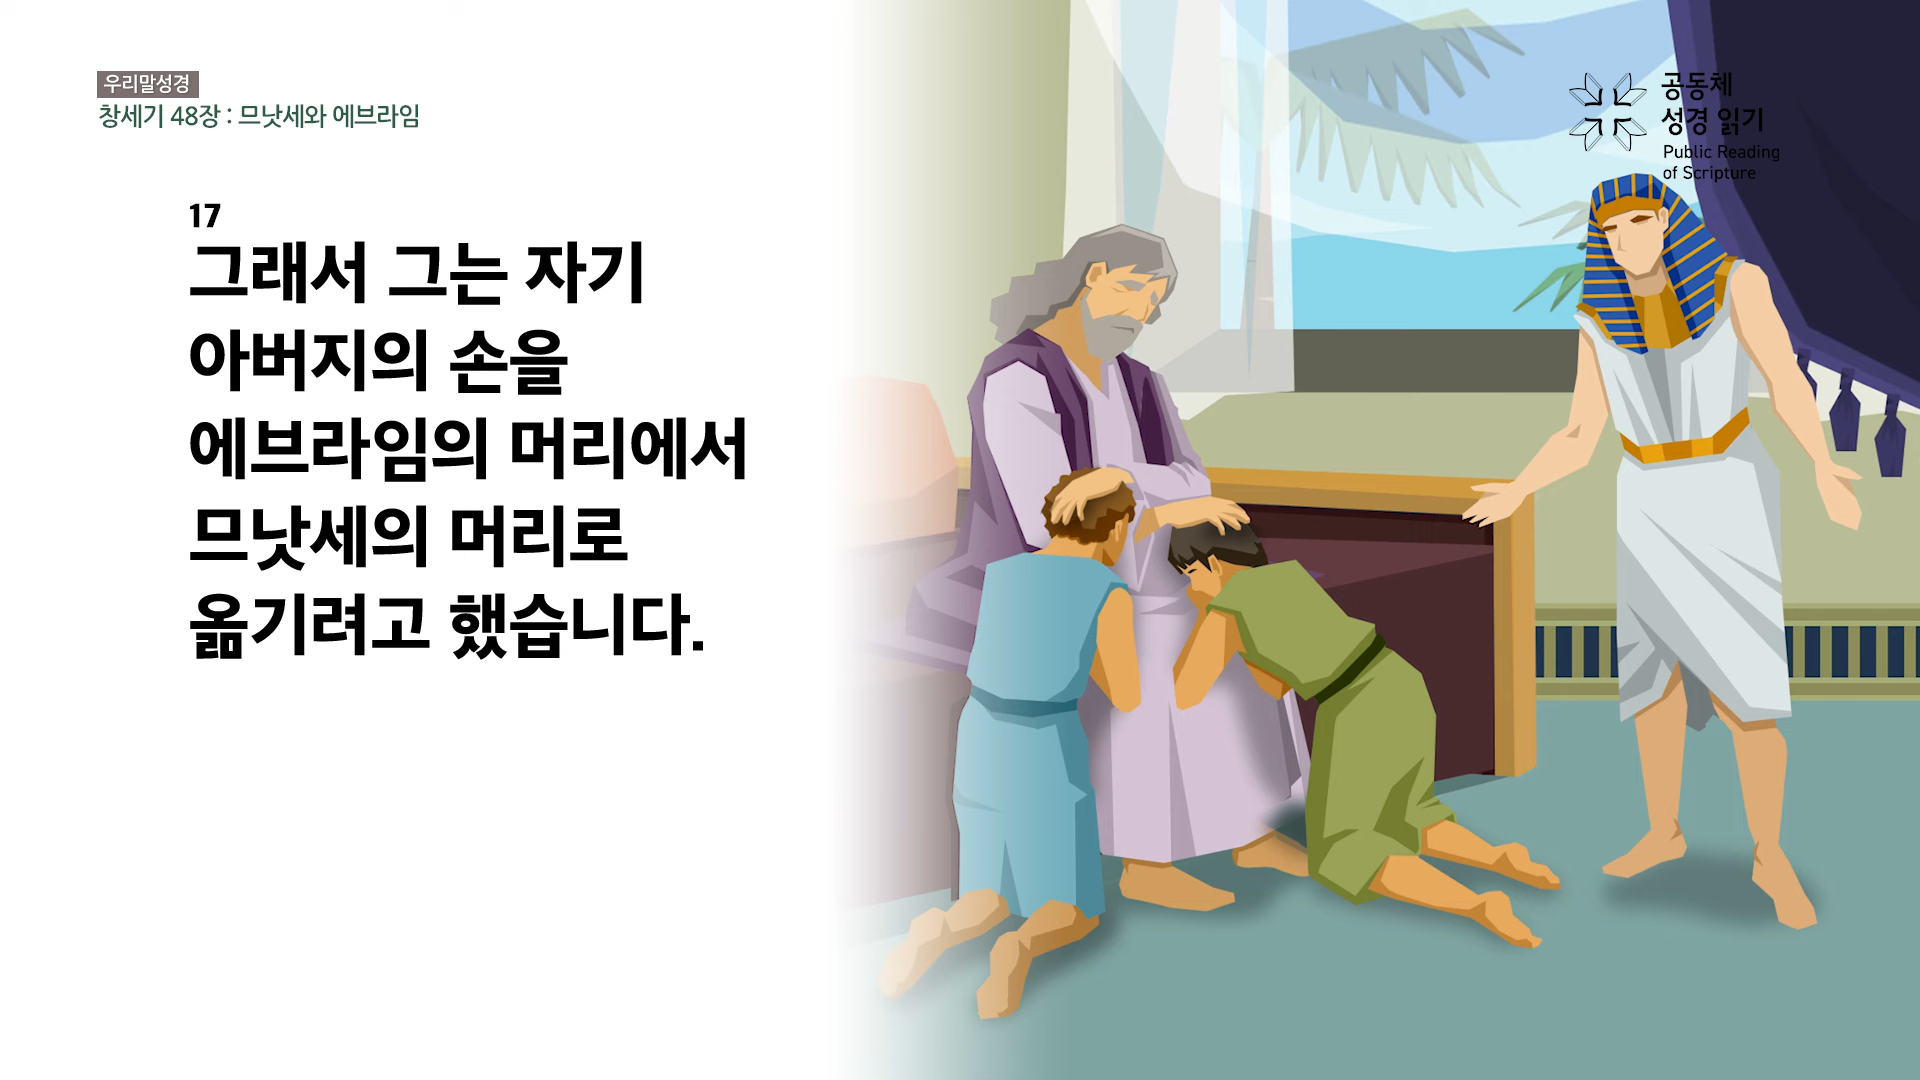 우리말성경
창세기 48장 : 므낫세와 에브라임
공동체
성경 읽기
Public Reading
of Scripture
17
그래서 그는 자기
아버지의 손을
에브라임의 머리에서
므낫세의 머리로
옮기려고 했습니다.